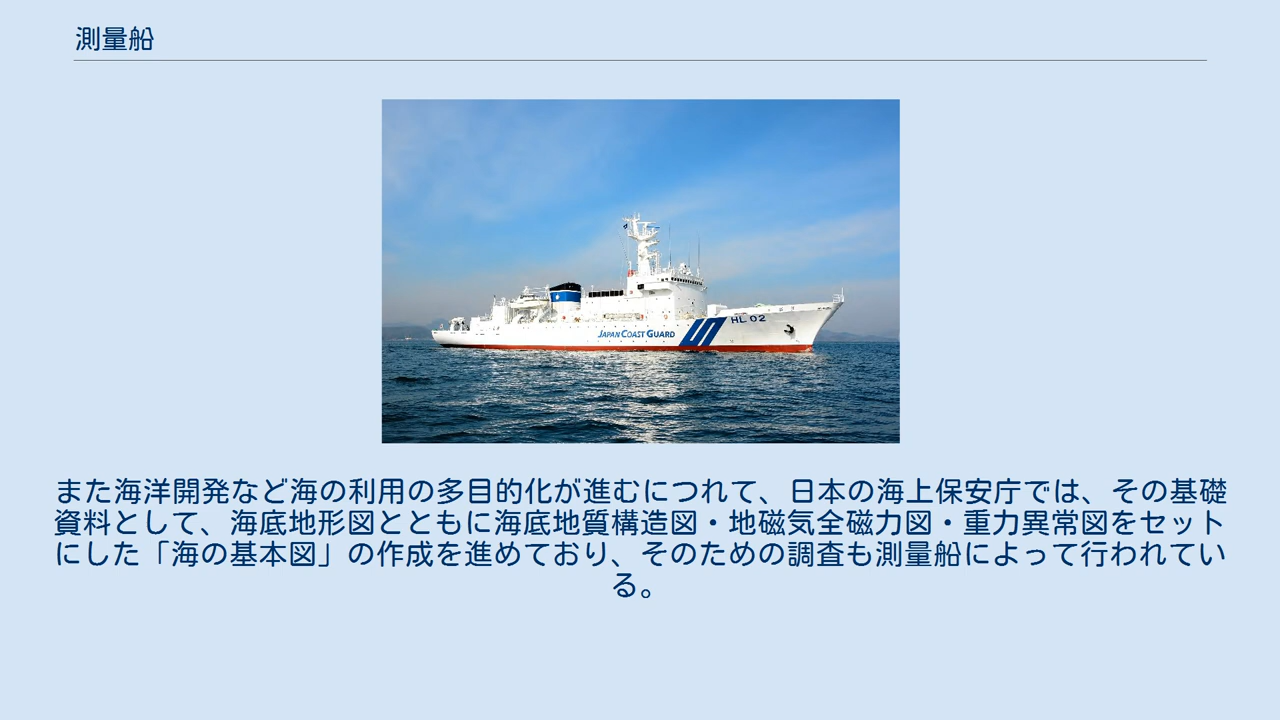 測量船
JAPAN COAST GUARD
HL 02
また海洋開発など海の利用の多目的化が進むにつれて、日本の海上保安庁では、その基礎
資料として、海底地形図とともに海底地質構造図・地磁気全磁力図・重力異常図をセット
にした「海の基本図」の作成を進めており、そのための調査も測量船によって行われてい
る。